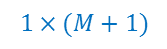 1 × (M + 1)